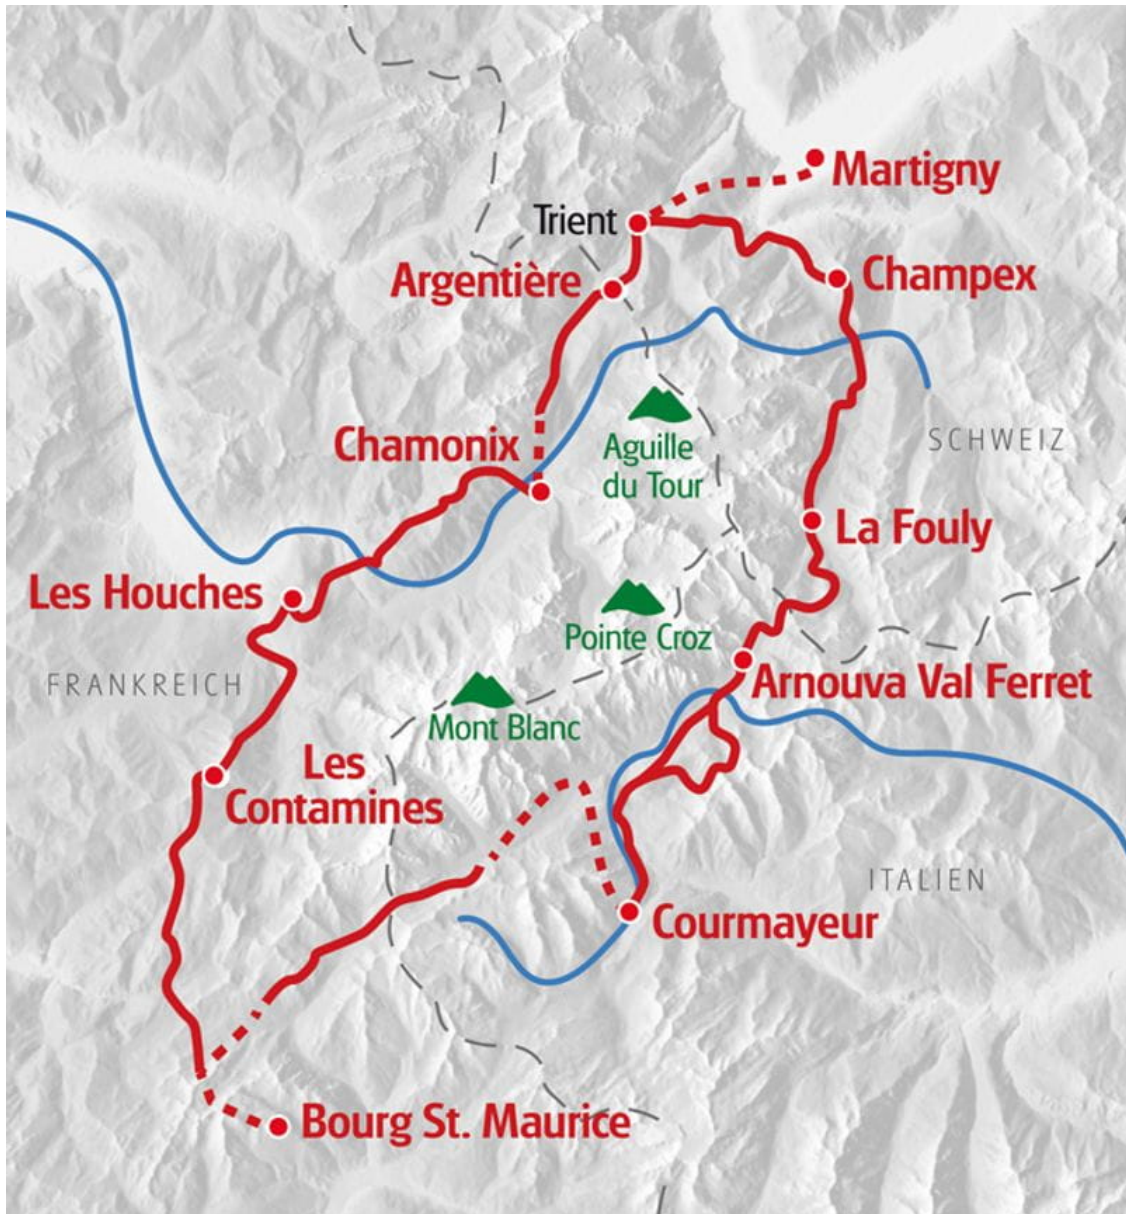 Martigny
Trient
Argentière
Champex
Chamonix
Aguille
du Tour
SCHWEIZ
La Fouly
Les Houches
Pointe Croz
FRANKREICH
Arnouva Val Ferret
Mont Blanc
Les
Contamines
ITALIEN
Courmayeur
Bourg St. Maurice